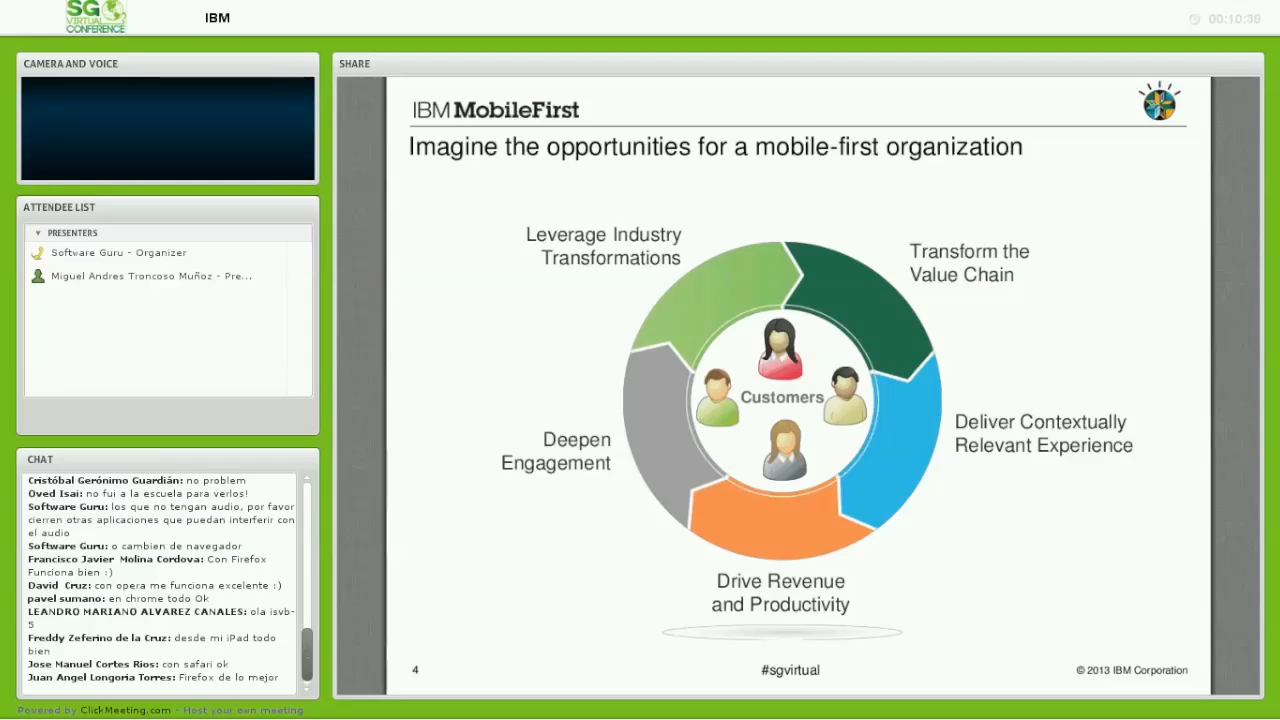 SG
VIRTUAL
CONFERENCE
IBM
00:10:39
CAMERA AND VOICE
SHARE
ATTENDEE LIST
PRESENTERS
Software Guru - Organizer
Miguel Andres Troncoso Muñoz - Pre...
CHAT
Cristóbal Gerónimo Guardián: no problem
Oved Isai: no fui a la escuela para verlos!
Software Guru: los que no tengan audio, por favor
cierren otras aplicaciones que puedan interferir con
el audio
Software Guru: o cambien de navegador
Francisco Javier Molina Cordova: Con Firefox
Funciona bien :)
David Cruz: con opera me funciona excelente :)
pavel sumano: en chrome todo Ok
LEANDRO MARIANO ALVAREZ CANALES: ola isvb-
5
Freddy Zeferino de la Cruz: desde mi iPad todo
bien
Jose Manuel Cortes Rios: con safari ok
Juan Angel Longoria Torres: Firefox de lo mejor
IBM MobileFirst
Imagine the opportunities for a mobile-first organization
Leverage Industry
Transformations
Transform the
Value Chain
Customers
Deliver Contextually
Relevant Experience
Deepen
Engagement
Drive Revenue
and Productivity
4
#sgvirtual
© 2013 IBM Corporation
Powered by ClickMeeting.com - Host your own meeting